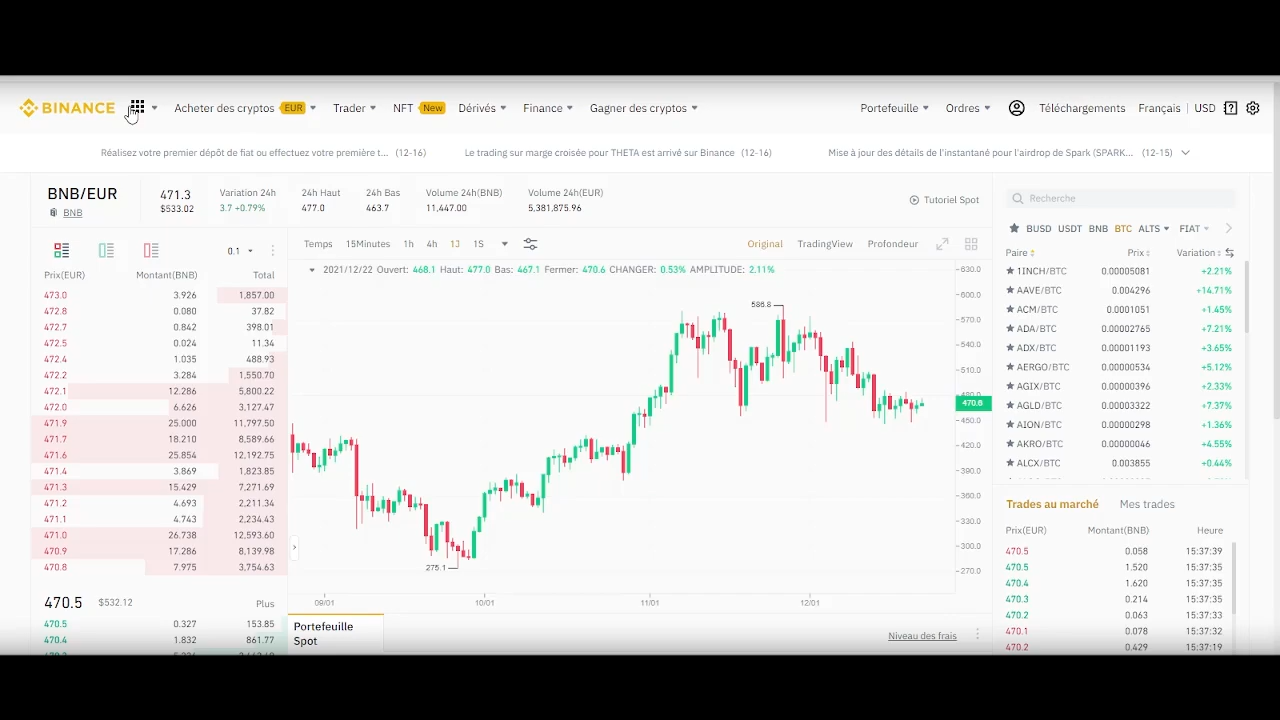 BINANCE Acheter des cryptos EUR Trader NFT New Dérivés Finance Gagner des cryptos Portefeuille Ordres Téléchargements Français | USD
Réalisez votre premier dépôt de fiat ou effectuez votre première t... (12-16) Le trading sur marge croisée pour THETA est arrivé sur Binance (12-16) Mise à jour des détails de l'instantané pour l'airdrop de Spark (SPARK... (12-15)
BNB/EUR
BNB
471.3
$533.02
Variation 24h
3.7 +0.79%
24h Haut
477.0
24h Bas
463.7
Volume 24h(BNB)
11,447.00
Volume 24h(EUR)
5,381,875.96
Tutoriel Spot
0.1
Prix(EUR) Montant(BNB) Total
473.0 3.926 1,857.00
472.8 0.080 37.82
472.7 0.842 398.01
472.5 0.024 11.34
472.4 1.035 488.93
472.2 3.284 1,550.70
472.1 12.286 5,800.22
472.0 6.626 3,127.47
471.9 25.000 11,797.50
471.7 18.210 8,589.66
471.6 25.854 12,192.75
471.4 3.869 1,823.85
471.3 15.429 7,271.69
471.2 4.693 2,211.34
471.1 4.743 2,234.43
471.0 26.738 12,593.60
470.9 17.286 8,139.98
470.8 7.975 3,754.63
470.5 $532.12 Plus
470.5 0.327 153.85
470.4 1.832 861.77
Temps 15Minutes 1h 4h 1J 1S Original TradingView Profondeur
2021/12/22 Ouvert: 468.1 Haut: 477.0 Bas: 467.1 Fermer: 470.6 CHANGER: 0.53% AMPLITUDE: 2.11%
630.0
600.0
586.8
570.0
540.0
510.0
470.6
450.0
420.0
390.0
360.0
330.0
300.0
275.1
270.0
09/01 10/01 11/01 12/01
Portefeuille
Spot
Niveau des frais
Recherche
BUSD USDT BNB BTC ALTS FIAT
Paire Prix Variation
1INCH/BTC 0.00005081 +2.21%
AAVE/BTC 0.004296 +14.71%
ACM/BTC 0.0001051 +1.45%
ADA/BTC 0.00002765 +7.21%
ADX/BTC 0.00001193 +3.65%
AERGO/BTC 0.00000534 +5.12%
AGIX/BTC 0.00000396 +2.33%
AGLD/BTC 0.00003322 +7.37%
AION/BTC 0.00000298 +1.36%
AKRO/BTC 0.00000046 +4.55%
ALCX/BTC 0.003855 +0.44%
Trades au marché Mes trades
Prix(EUR) Montant(BNB) Heure
470.5 0.058 15:37:39
470.5 1.520 15:37:35
470.4 1.620 15:37:35
470.3 0.214 15:37:35
470.2 0.063 15:37:33
470.1 0.078 15:37:32
470.2 0.429 15:37:19